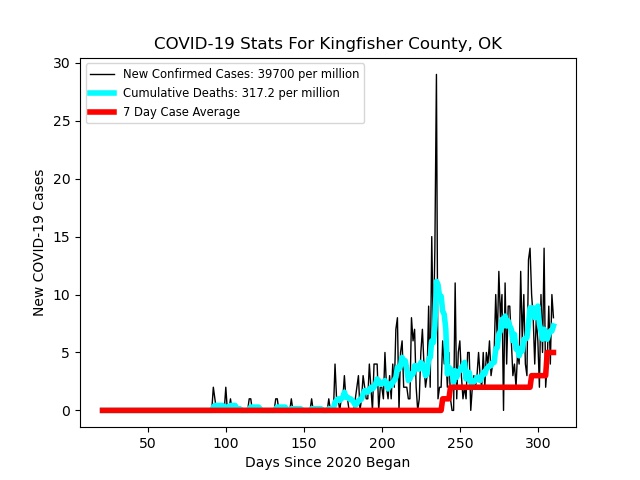 COVID-19 Stats For Kingfisher County, OK
New Confirmed Cases: 39700 per million
Cumulative Deaths: 317.2 per million
7 Day Case Average
New COVID-19 Cases
30
25
20
15
10
5
0
50 100 150 200 250 300
Days Since 2020 Began